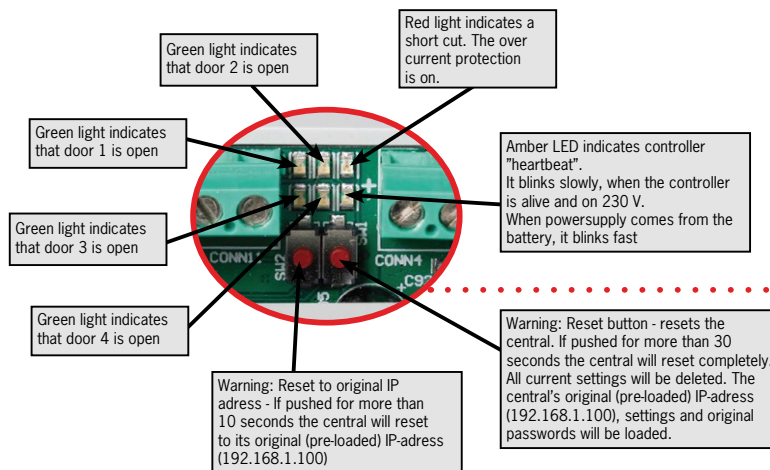 Red light indicates a
short cut. The over
current protection
is on.
Green light indicates
that door 2 is open
Green light indicates
that door 1 is open
Amber LED indicates controller
"heartbeat".
It blinks slowly, when the controller
is alive and on 230 V.
When powersupply comes from the
battery, it blinks fast
Green light indicates
that door 3 is open
CONN1
SW2
SW1
CONN4
Green light indicates
that door 4 is open
Warning: Reset to original IP
adress - If pushed for more than
10 seconds the central will reset
to its original (pre-loaded) IP-adress
(192.168.1.100)
Warning: Reset button - resets the
central. If pushed for more than 30
seconds the central will reset completely.
All current settings will be deleted. The
central's original (pre-loaded) IP-adress
(192.168.1.100), settings and original
passwords will be loaded.